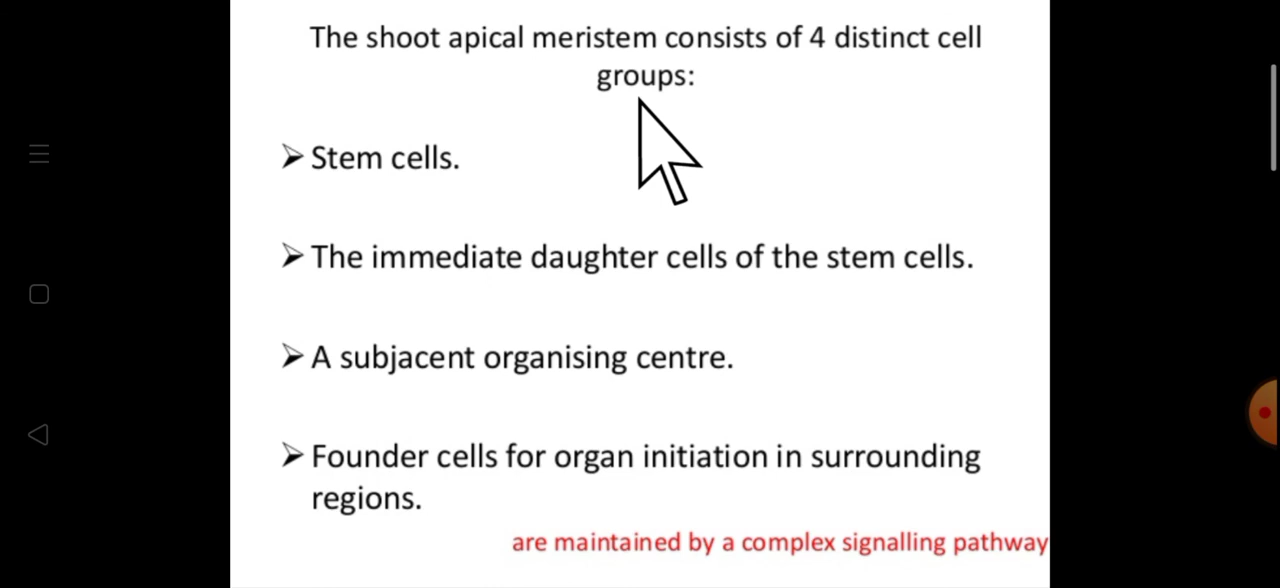 The shoot apical meristem consists of 4 distinct cell
groups:
➢ Stem cells.
➢ The immediate daughter cells of the stem cells.
➢ A subjacent organising centre.
➢ Founder cells for organ initiation in surrounding
regions.
are maintained by a complex signalling pathway